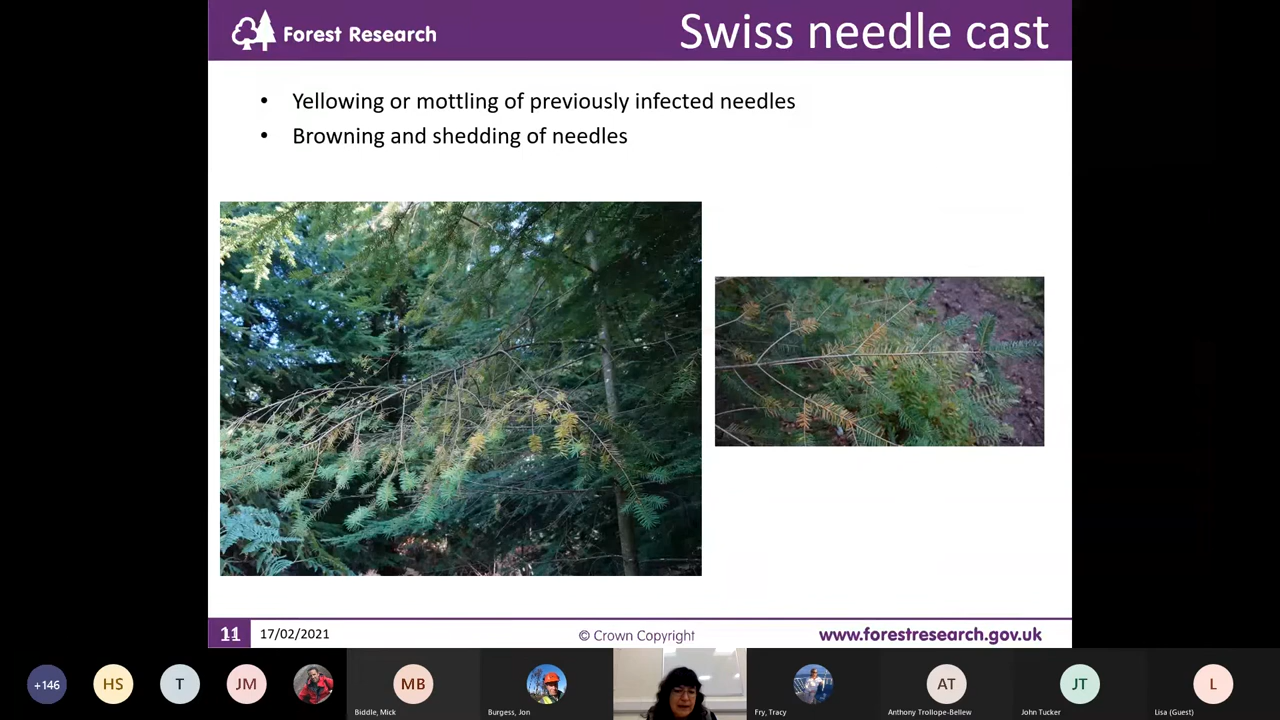 Forest Research
Swiss needle cast
• Yellowing or mottling of previously infected needles
• Browning and shedding of needles
11
17/02/2021
© Crown Copyright
www.forestresearch.gov.uk
+146
HS
T
JM
MB
AT
JT
L
Biddle, Mick
Burgess, Jon
Fry, Tracy
Anthony Trollope-Bellew
John Tucker
Lisa (Guest)